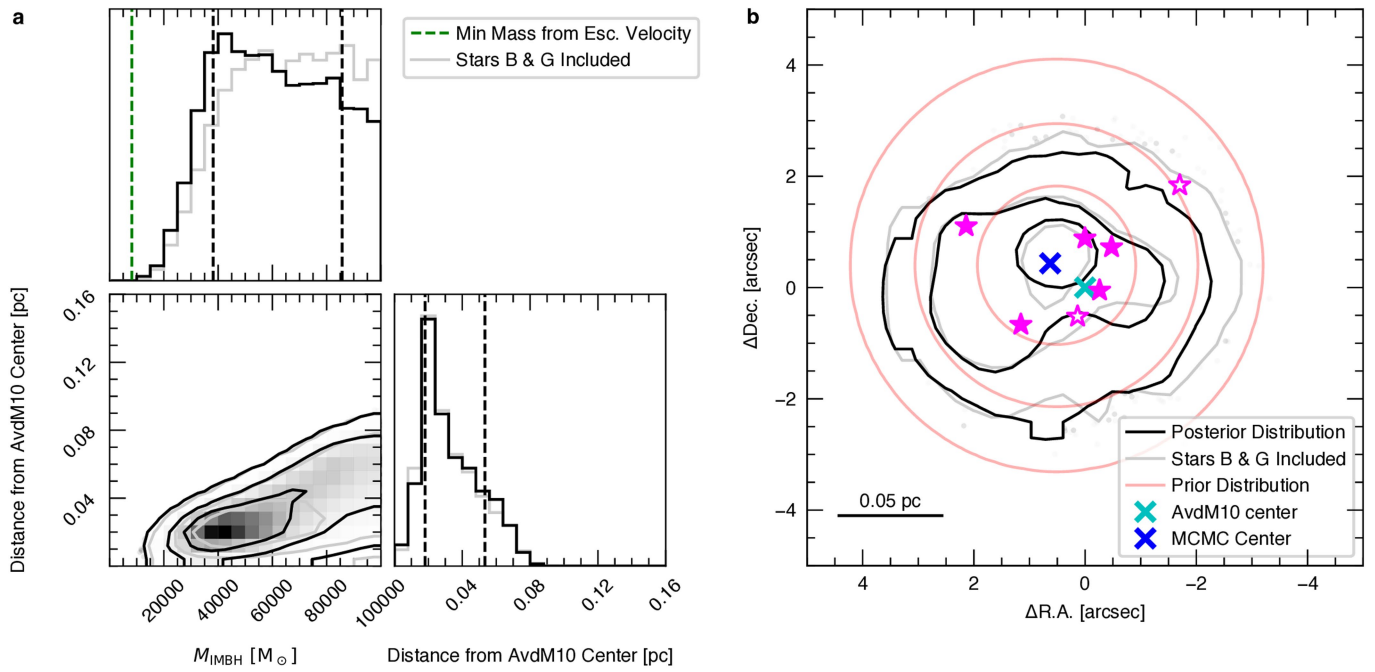 a
Min Mass from Esc. Velocity
Stars B & G Included
Distance from AvdM10 Center [pc]
0.16
0.12
0.08
0.04
20000
40000
60000
80000
100000
0.04
0.08
0.12
0.16
M_IMBH [M_⊙]
Distance from AvdM10 Center [pc]
b
ΔDec. [arcsec]
4
2
0
−2
−4
0.05 pc
Posterior Distribution
Stars B & G Included
Prior Distribution
AvdM10 center
MCMC Center
4
2
0
−2
−4
ΔR.A. [arcsec]